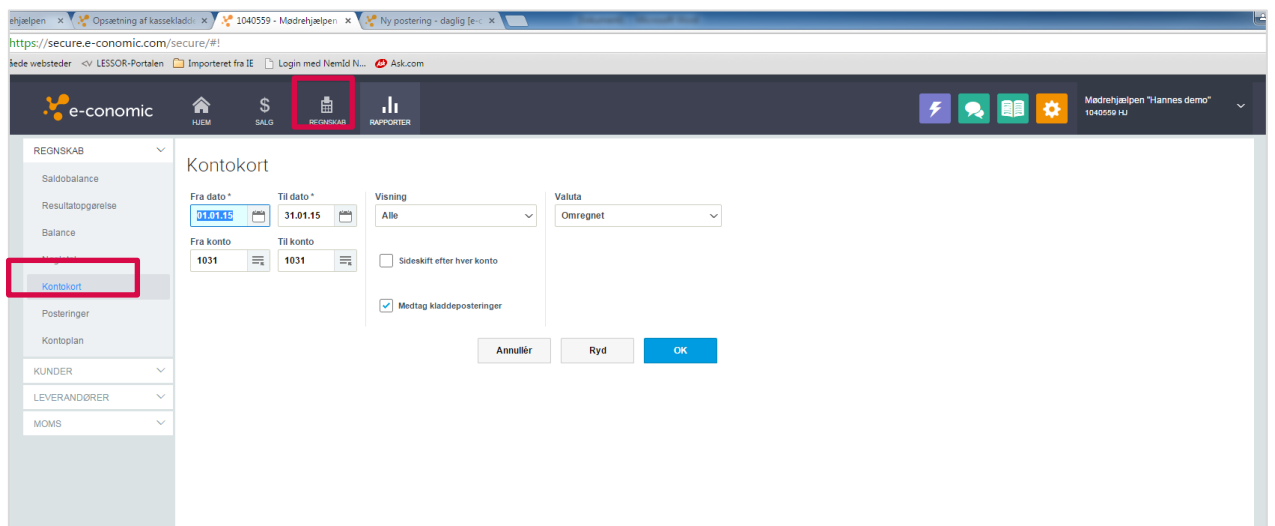 ehjælpen × Opsætning af kassekladde × 1040559 - Mødrehjælpen × Ny postering - daglig [e-c ×
https://secure.e-conomic.com/secure/#!
åede websteder LESSOR-Portalen Importeret fra IE Login med NemId N... Ask.com
e-conomic
HJEM SALG REGNSKAB RAPPORTER
Mødrehjælpen "Hannes demo"
1040559 HJ
REGNSKAB
Saldobalance
Resultatopgørelse
Balance
Kontokort
Posteringer
Kontoplan
KUNDER
LEVERANDØRER
MOMS
Kontokort
Fra dato * Til dato * Visning Valuta
01.01.15 31.01.15 Alle Omregnet
Fra konto Til konto
1031 1031 Sideskift efter hver konto
Medtag kladdeposteringer
Annullér Ryd OK